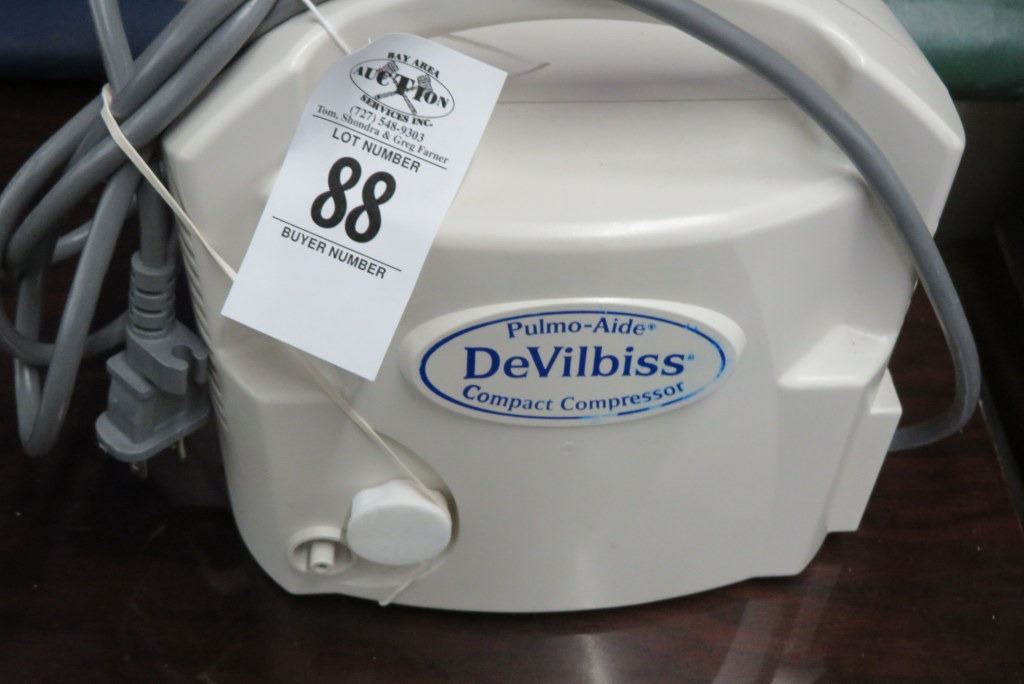 BAY AREA
AUCTION
SERVICES INC.
(727) 548-9303
Tom, Shondra & Greg Farner
LOT NUMBER
88
BUYER NUMBER
Pulmo-Aide®
DeVilbiss®
Compact Compressor